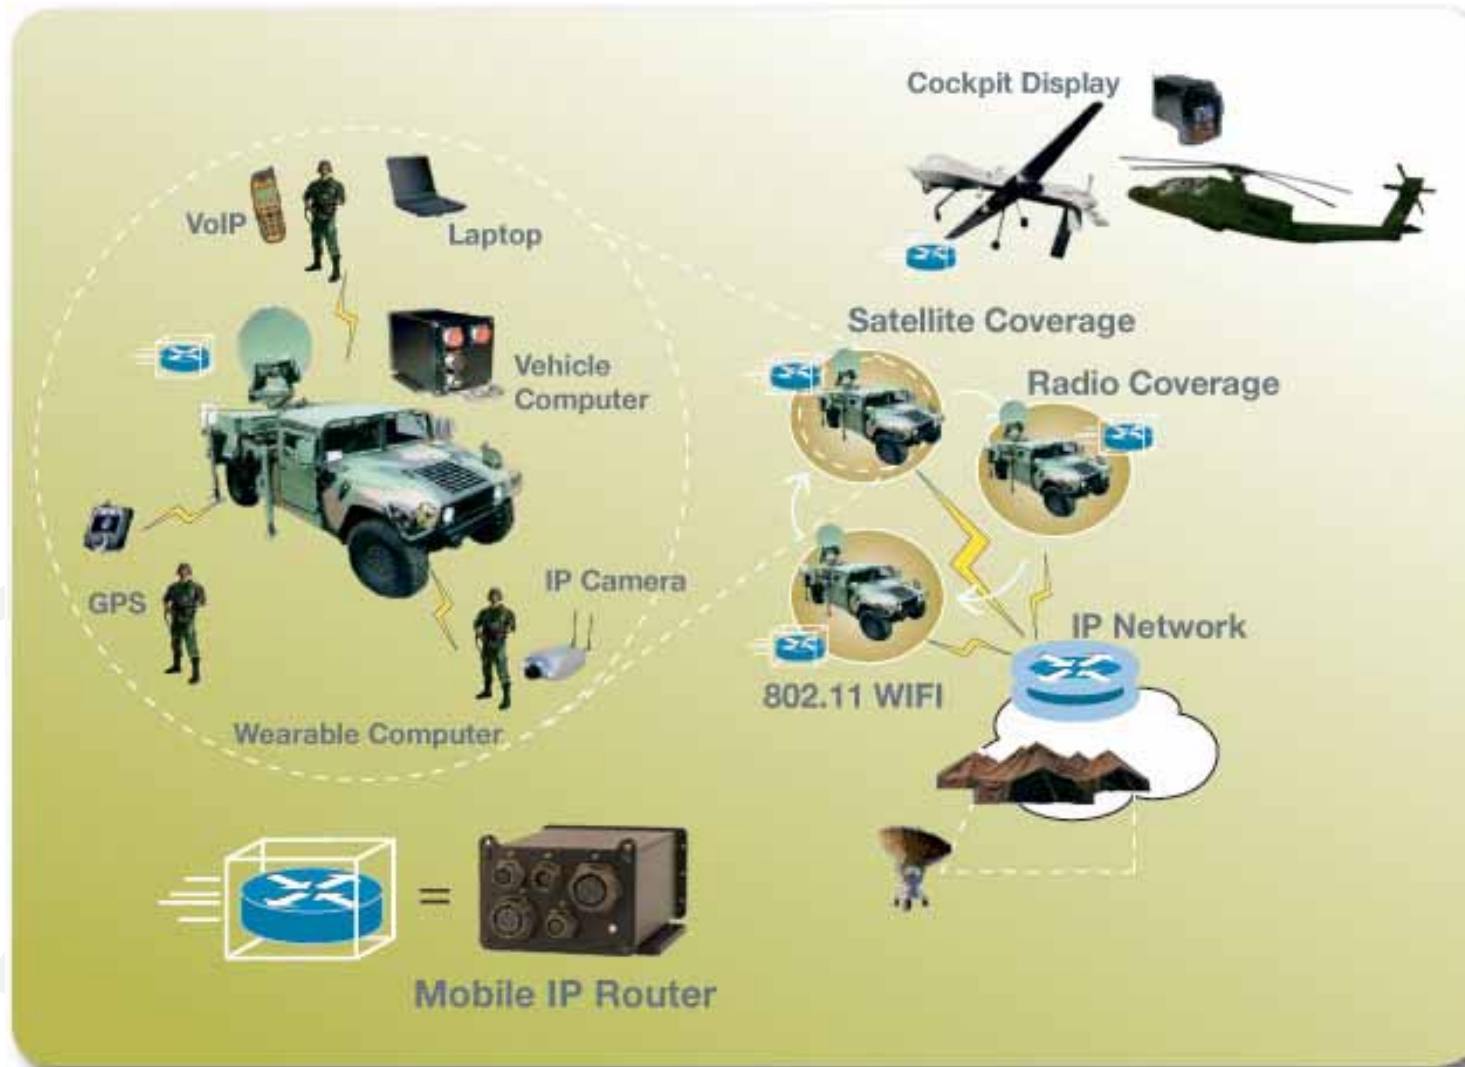 Cockpit Display
VoIP
Laptop
Vehicle
Computer
GPS
IP Camera
Wearable Computer
Satellite Coverage
Radio Coverage
IP Network
802.11 WIFI
=
Mobile IP Router